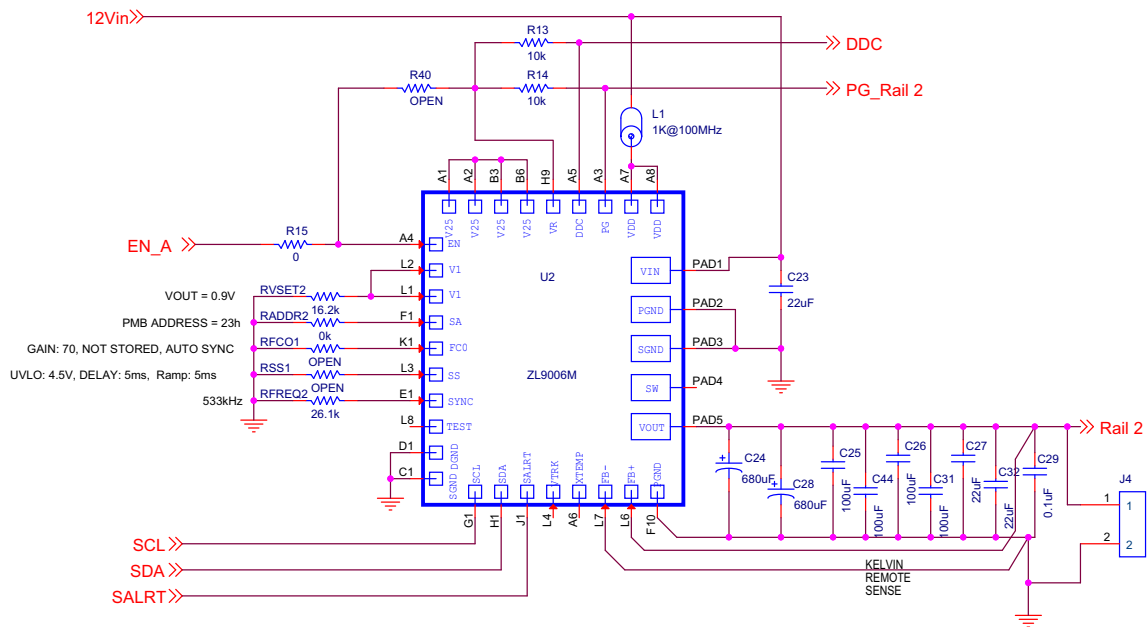 12Vin
R13
10k
DDC
R40
OPEN
R14
10k
PG_Rail 2
L1
1K@100MHz
A1
A2
B3
B6
H9
A5
A3
A7
A8
V25
V25
V25
V25
VR
DDC
PG
VDD
VDD
EN_A
R15
0
A4
EN
U2
L2
V1
VIN
PAD1
C23
22uF
VOUT = 0.9V
RVSET2
16.2k
L1
V1
PGND
PAD2
PMB ADDRESS = 23h
RADDR2
0k
F1
SA
GAIN: 70, NOT STORED, AUTO SYNC
RFCO1
OPEN
K1
FC0
SGND
PAD3
UVLO: 4.5V, DELAY: 5ms, Ramp: 5ms
RSS1
OPEN
L3
SS
ZL9006M
SW
PAD4
533kHz
RFREQ2
26.1k
E1
SYNC
L8
TEST
VOUT
PAD5
Rail 2
D1
DGND
C1
SGND
SCL
SDA
SALRT
VTRK
XTEMP
FB-
FB+
SGND
G1
H1
J1
L4
A6
L7
L6
F10
C24
680uF
C28
680uF
C25
100uF
C44
100uF
C26
100uF
C31
100uF
C27
22uF
C32
22uF
C29
0.1uF
J4
1
1
2
2
SCL
SDA
SALRT
KELVIN
REMOTE
SENSE